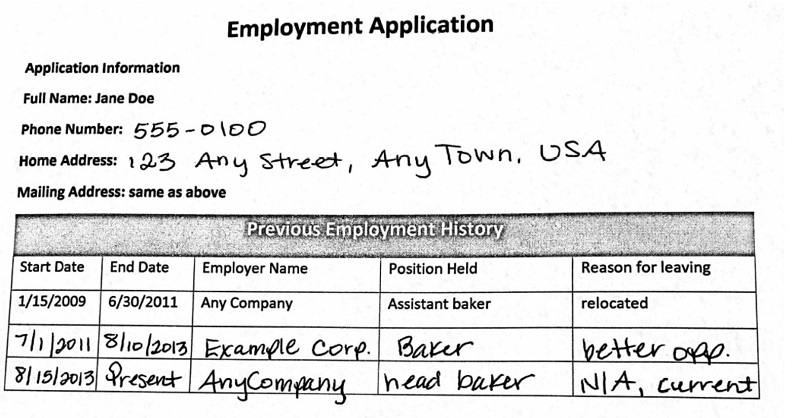 Employment Application
Application Information
Full Name: Jane Doe
Phone Number: 555-0100
Home Address: 123 Any Street, Any Town, USA
Mailing Address: same as above
Previous Employment History
Start Date End Date Employer Name Position Held Reason for leaving
1/15/2009 6/30/2011 Any Company Assistant baker relocated
7/1/2011 8/10/2013 Example Corp. Baker better opp.
8/15/2013 Present AnyCompany head baker N/A, current